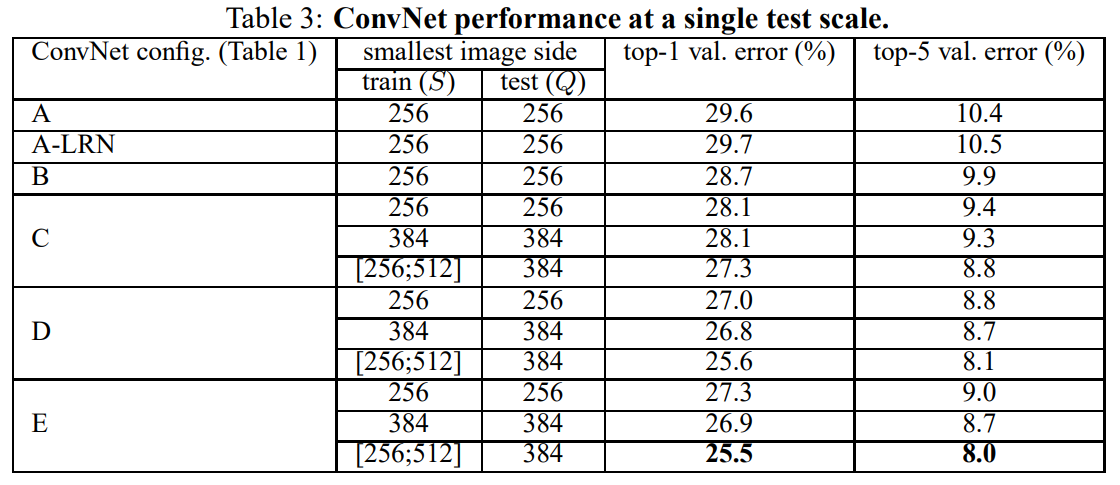 Table 3: ConvNet performance at a single test scale.
ConvNet config. (Table 1) smallest image side top-1 val. error (%) top-5 val. error (%)
train (S) test (Q)
A 256 256 29.6 10.4
A-LRN 256 256 29.7 10.5
B 256 256 28.7 9.9
256 256 28.1 9.4
C 384 384 28.1 9.3
[256;512] 384 27.3 8.8
256 256 27.0 8.8
D 384 384 26.8 8.7
[256;512] 384 25.6 8.1
256 256 27.3 9.0
E 384 384 26.9 8.7
[256;512] 384 25.5 8.0